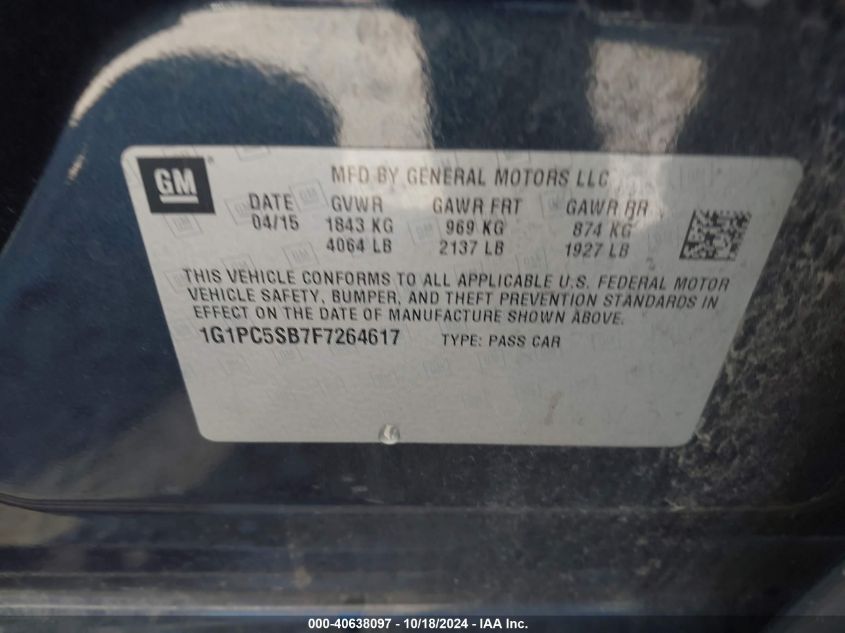 GM
MFD BY GENERAL MOTORS LLC
DATE GVWR GAWR FRT GAWR RR
04/15 1843 KG 969 KG 874 KG
4064 LB 2137 LB 1927 LB
THIS VEHICLE CONFORMS TO ALL APPLICABLE U.S. FEDERAL MOTOR
VEHICLE SAFETY, BUMPER, AND THEFT PREVENTION STANDARDS IN
EFFECT ON THE DATE OF MANUFACTURE SHOWN ABOVE.
1G1PC5SB7F7264617 TYPE: PASS CAR
000-40638097 - 10/18/2024 - IAA Inc.